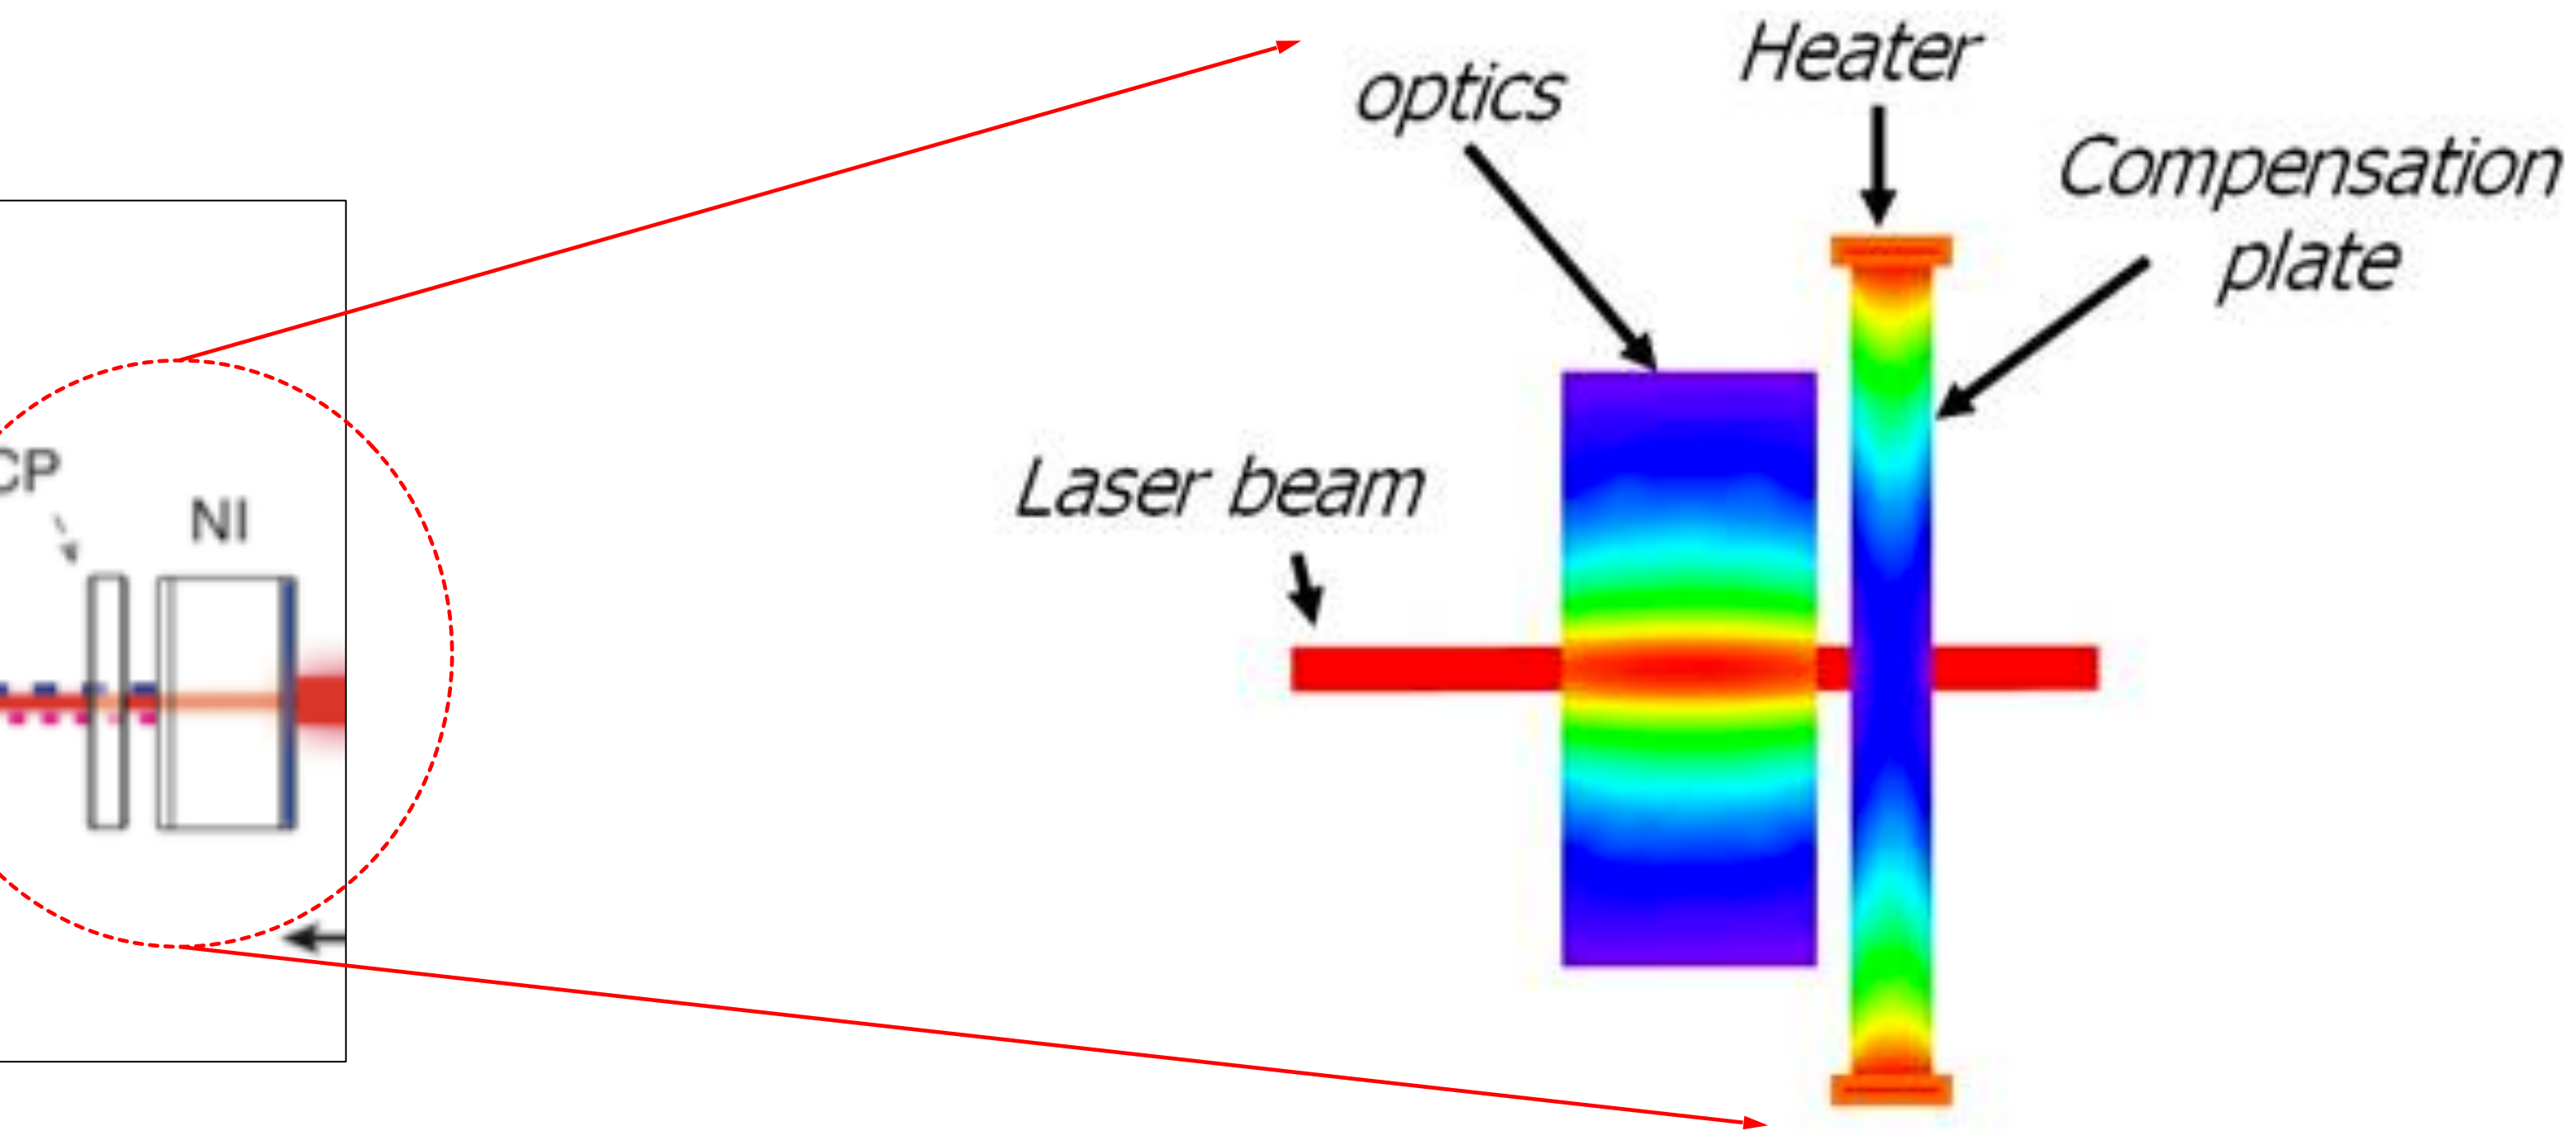 Heater
optics
Compensation
plate
Laser beam
CP
NI